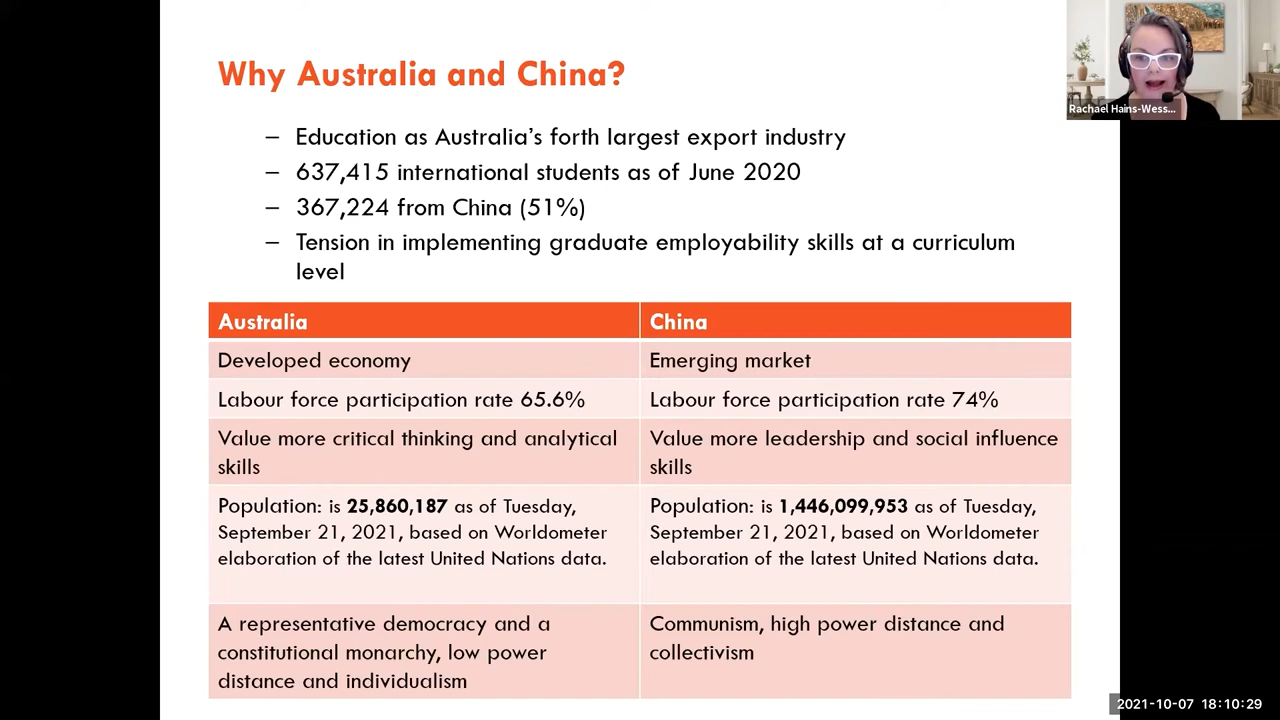 Why Australia and China?
– Education as Australia's forth largest export industry
– 637,415 international students as of June 2020
– 367,224 from China (51%)
– Tension in implementing graduate employability skills at a curriculum
level
Australia
China
Developed economy
Emerging market
Labour force participation rate 65.6%
Labour force participation rate 74%
Value more critical thinking and analytical
skills
Value more leadership and social influence
skills
Population: is 25,860,187 as of Tuesday,
September 21, 2021, based on Worldometer
elaboration of the latest United Nations data.
Population: is 1,446,099,953 as of Tuesday,
September 21, 2021, based on Worldometer
elaboration of the latest United Nations data.
A representative democracy and a
constitutional monarchy, low power
distance and individualism
Communism, high power distance and
collectivism
Rachael Hains-Wess...
2021-10-07 18:10:29